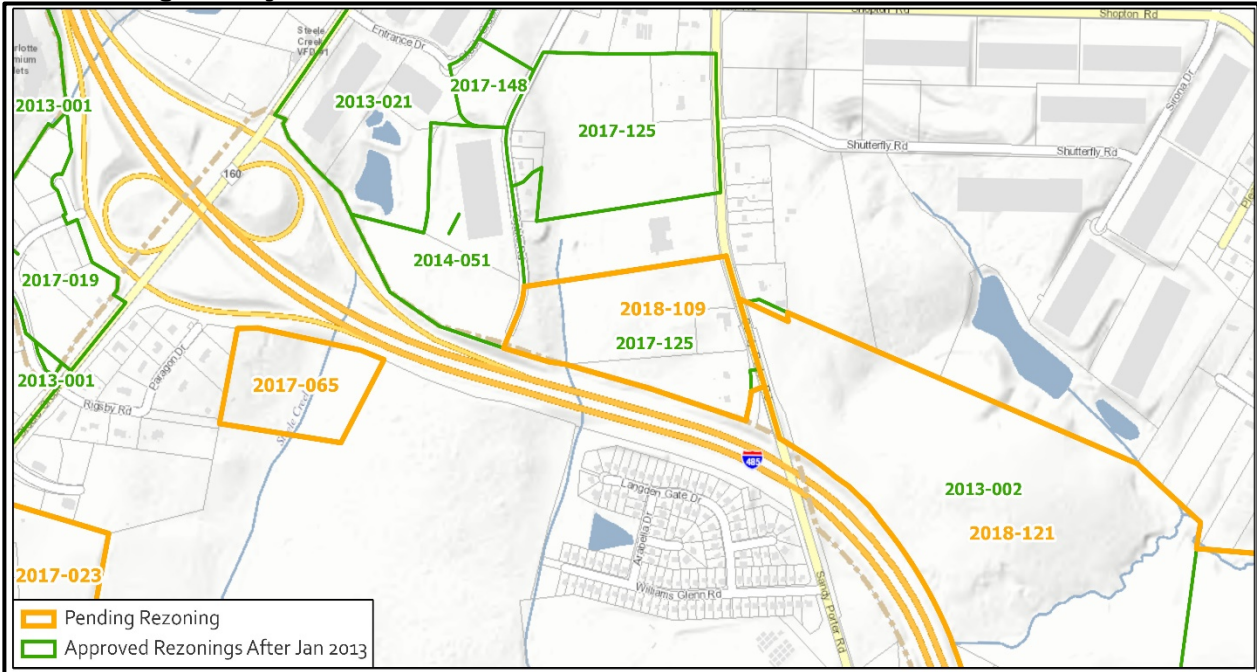 Shopton Rd
Shopton Rd
Steele
Creek
VFD #1
Entrance Dr
2017-148
2013-001
2013-021
2017-125
Sirona Dr
Shutterfly Rd
Shutterfly Rd
160
2014-051
2017-019
2018-109
2017-125
Paragon Dr
2013-001
2017-065
Rigsby Rd
Steele Creek
485
Langden Gate Dr
Arabella Dr
2013-002
2018-121
Williams Glenn Rd
2017-023
Sandy Porter Rd
Pending Rezoning
Approved Rezonings After Jan 2013